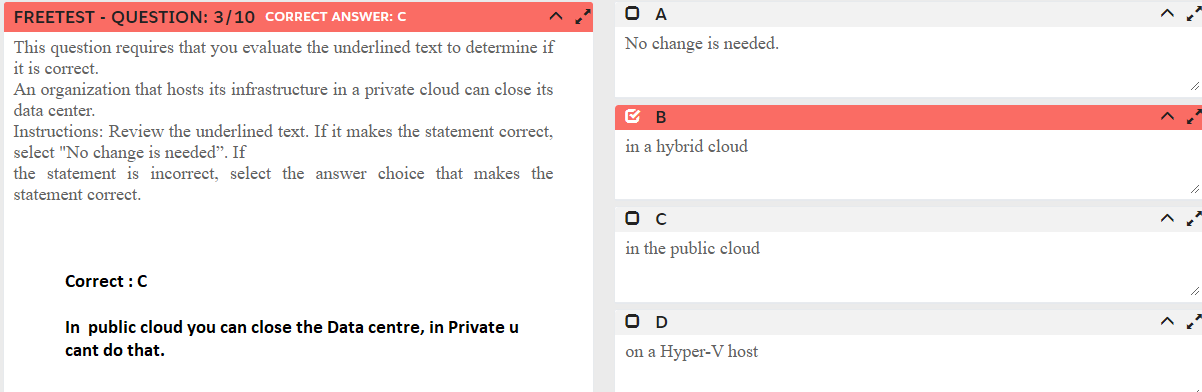 FREETEST - QUESTION: 3/10 CORRECT ANSWER: C
This question requires that you evaluate the underlined text to determine if
it is correct.
An organization that hosts its infrastructure in a private cloud can close its
data center.
Instructions: Review the underlined text. If it makes the statement correct,
select "No change is needed”. If
the statement is incorrect, select the answer choice that makes the
statement correct.
Correct : C
In public cloud you can close the Data centre, in Private u
cant do that.
A
No change is needed.
B
in a hybrid cloud
C
in the public cloud
D
on a Hyper-V host